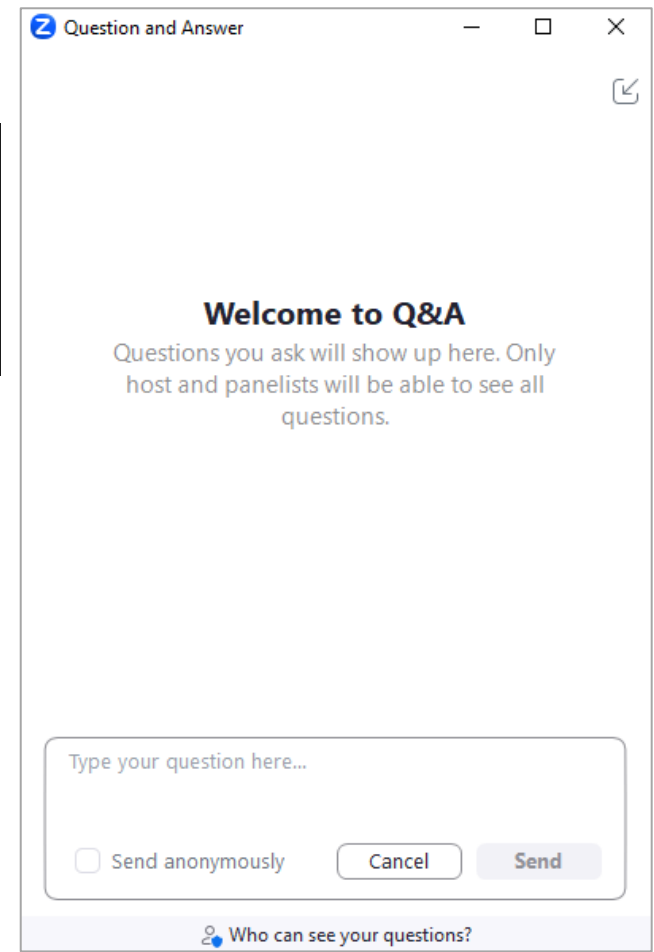 Question and Answer
Welcome to Q&A
Questions you ask will show up here. Only
host and panelists will be able to see all
questions.
Type your question here...
Send anonymously
Cancel
Send
Who can see your questions?